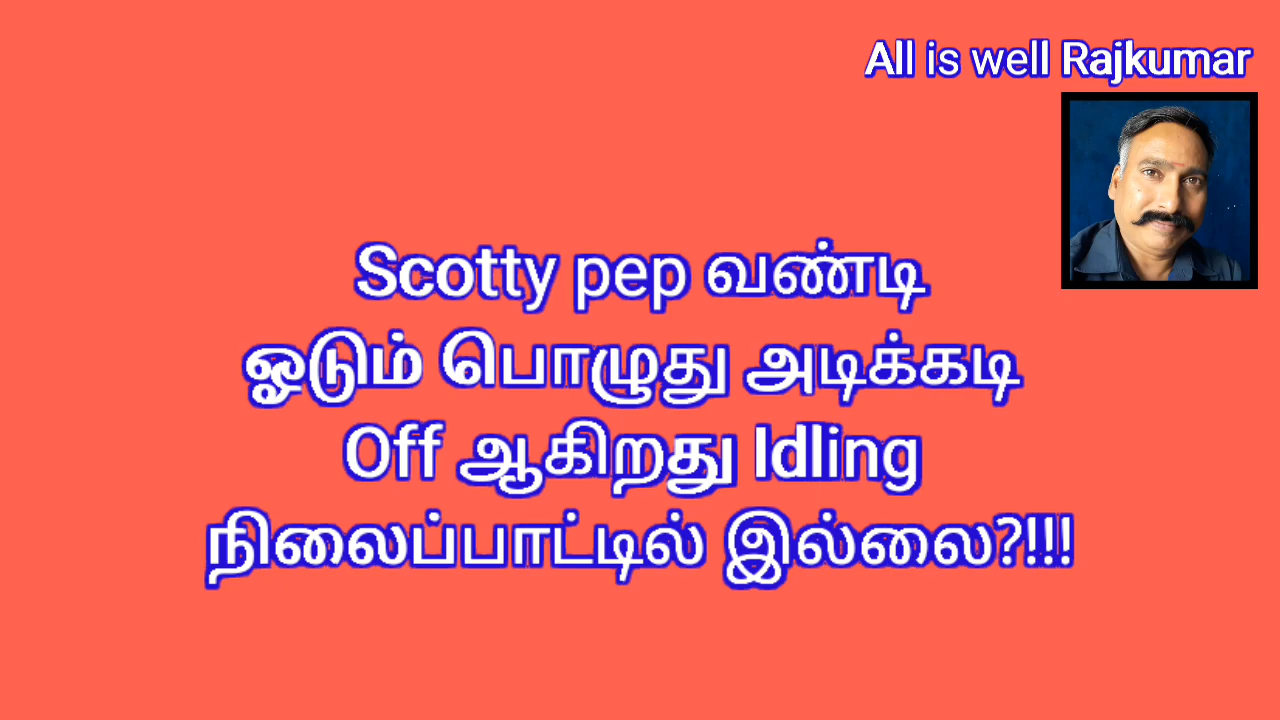 All is well Rajkumar
Scotty pep வண்டி
ஓடும் பொழுது அடிக்கடி
Off ஆகிறது Idling
நிலைப்பாட்டில் இல்லை?!!!